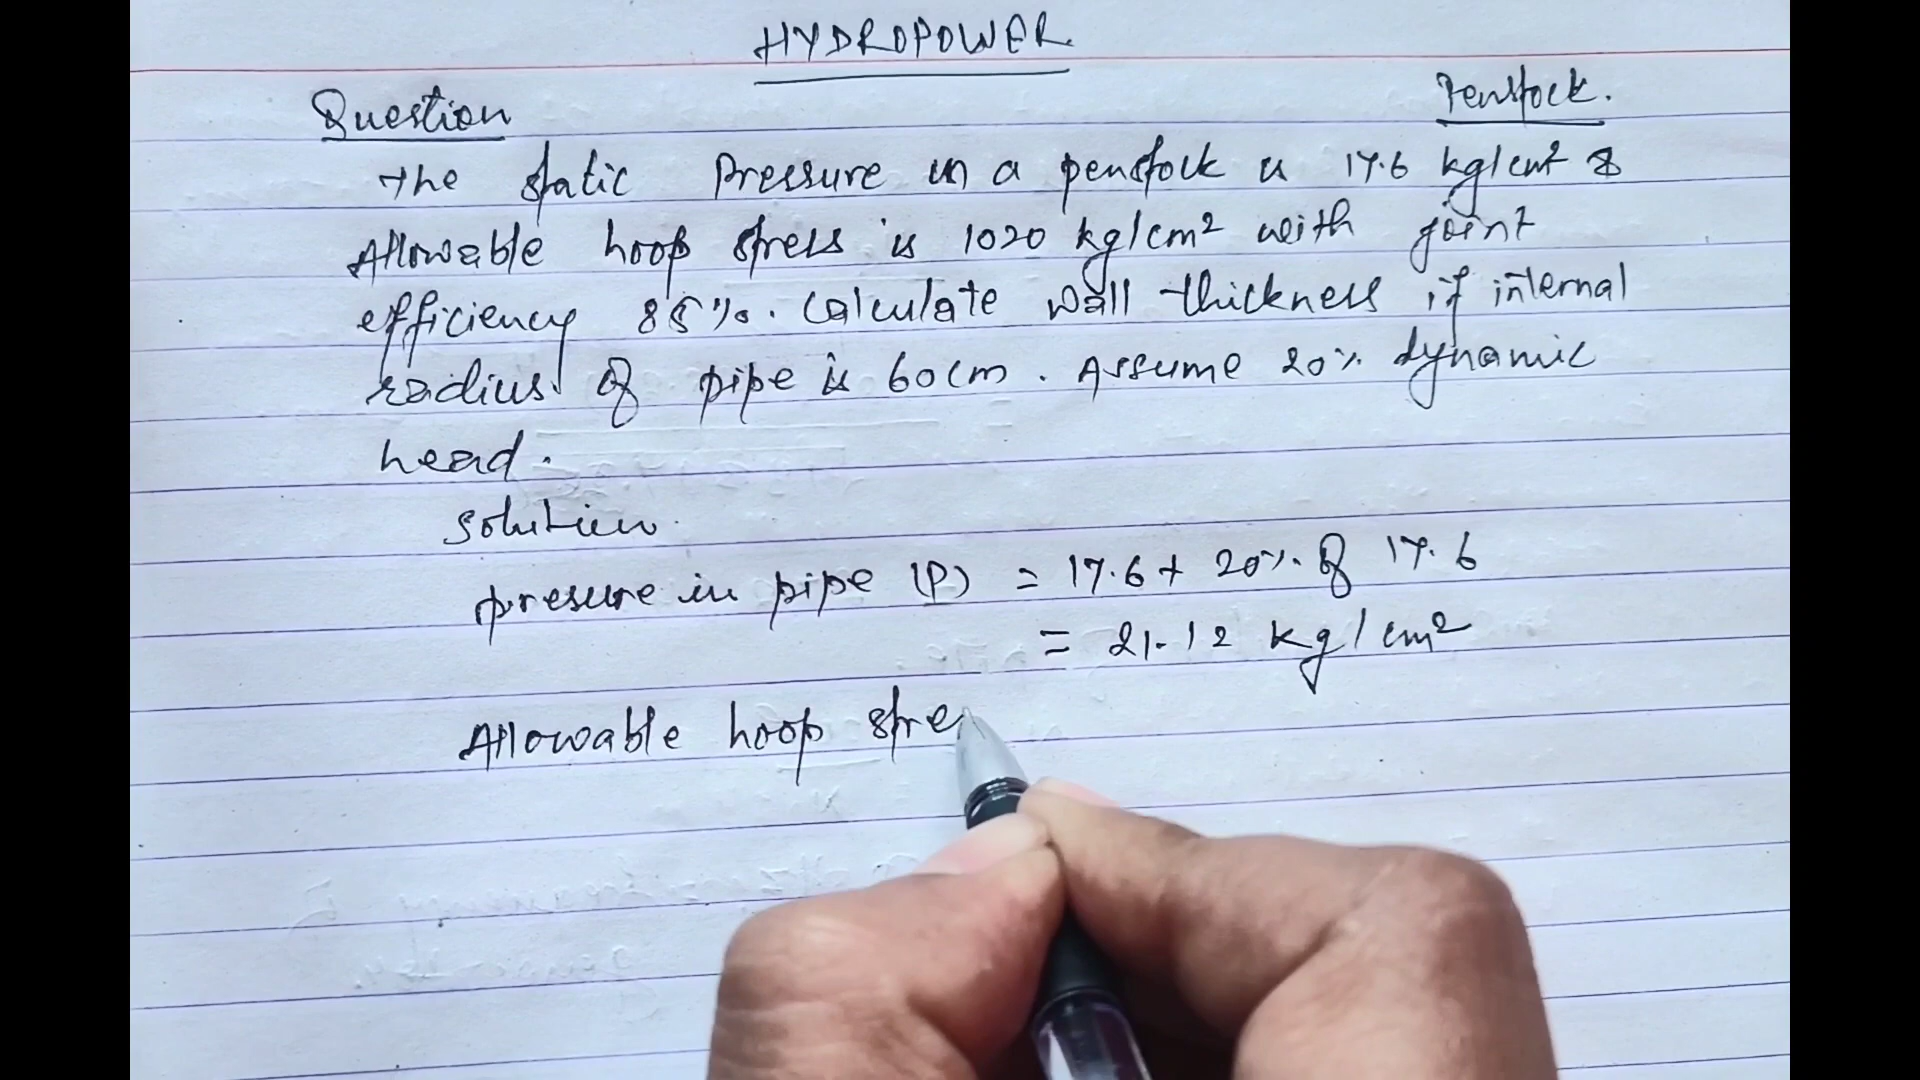 HYDROPOWER
Question
Penstock.
The static Pressure in a penstock is 17.6 kg/cm² &
Allowable hoop stress is 1020 kg/cm² with joint
efficiency 85%. Calculate wall thickness if internal
radius of pipe is 60cm. Assume 20% dynamic
head.
Solution.
presure in pipe (P) = 17.6 + 20% of 17.6
= 21.12 kg/cm²
Allowable hoop stre